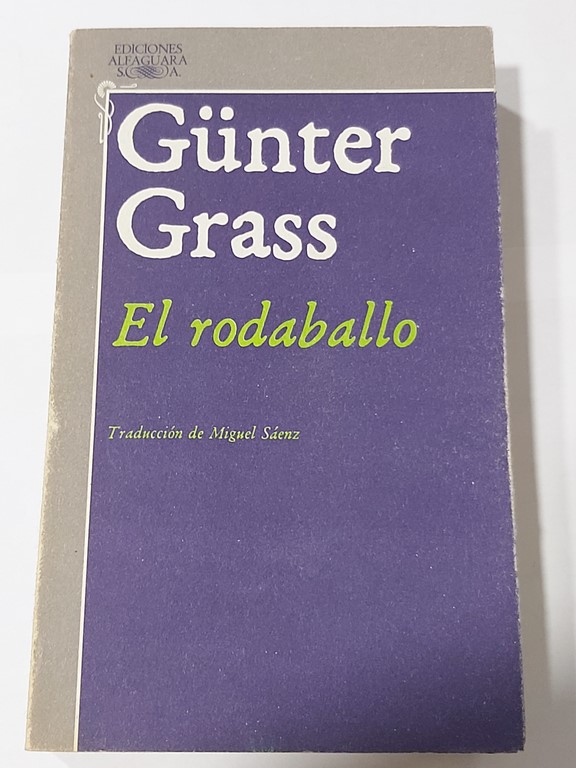 EDICIONES
ALFAGUARA
S. A.
Günter
Grass
El rodaballo
Traducción de Miguel Sáenz